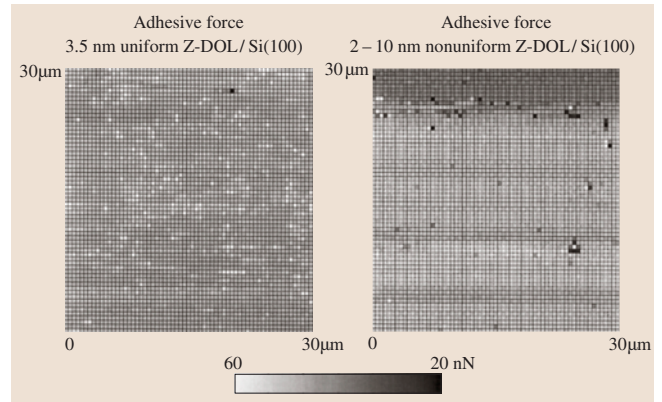 Adhesive force
3.5 nm uniform Z-DOL/ Si(100)
Adhesive force
2 – 10 nm nonuniform Z-DOL/ Si(100)
30μm
30 μm
0
30μm
0
30μm
60
20 nN